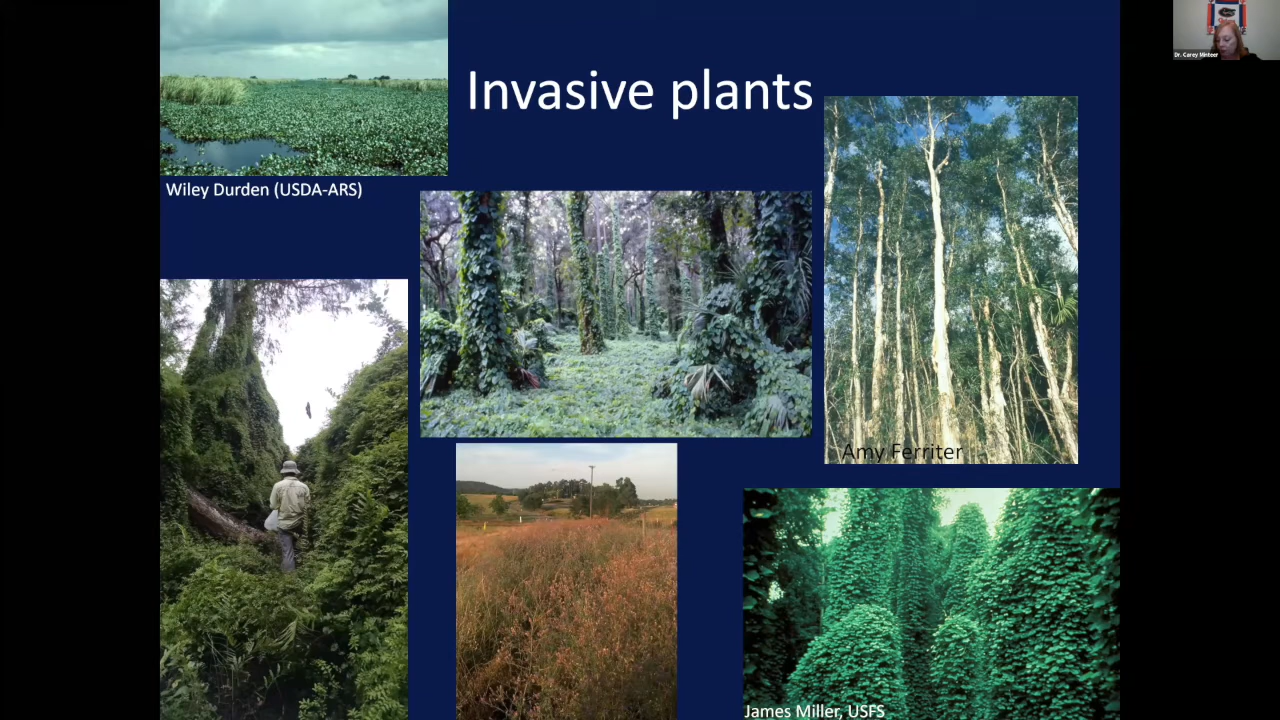 Invasive plants
Dr. Carey Minteer
Wiley Durden (USDA-ARS)
Amy Ferriter
James Miller, USFS